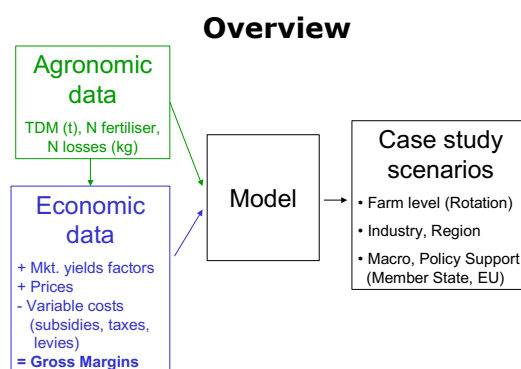 Overview
Agronomic
data
TDM (t), N fertiliser,
N losses (kg)
Economic
data
+ Mkt. yields factors
+ Prices
- Variable costs
(subsidies, taxes,
levies)
= Gross Margins
Model
Case study
scenarios
• Farm level (Rotation)
• Industry, Region
• Macro, Policy Support
(Member State, EU)